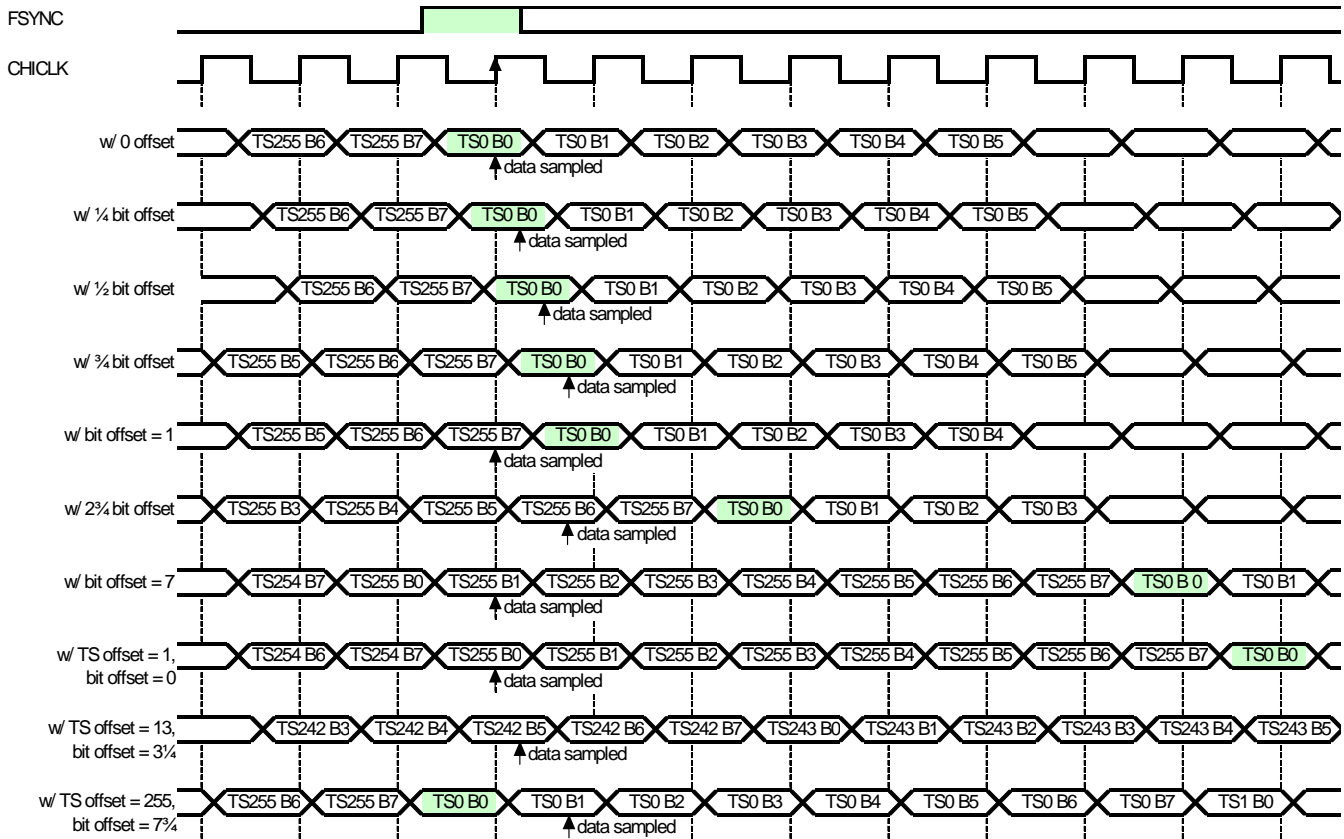 FSYNC
CHICLK
w/ 0 offset TS255 B6 TS255 B7 TS0 B0 TS0 B1 TS0 B2 TS0 B3 TS0 B4 TS0 B5
data sampled
w/ ¼ bit offset TS255 B6 TS255 B7 TS0 B0 TS0 B1 TS0 B2 TS0 B3 TS0 B4 TS0 B5
data sampled
w/ ½ bit offset TS255 B6 TS255 B7 TS0 B0 TS0 B1 TS0 B2 TS0 B3 TS0 B4 TS0 B5
data sampled
w/ ¾ bit offset TS255 B5 TS255 B6 TS255 B7 TS0 B0 TS0 B1 TS0 B2 TS0 B3 TS0 B4 TS0 B5
data sampled
w/ bit offset = 1 TS255 B5 TS255 B6 TS255 B7 TS0 B0 TS0 B1 TS0 B2 TS0 B3 TS0 B4
data sampled
w/ 2¾ bit offset TS255 B3 TS255 B4 TS255 B5 TS255 B6 TS255 B7 TS0 B0 TS0 B1 TS0 B2 TS0 B3
data sampled
w/ bit offset = 7 TS254 B7 TS255 B0 TS255 B1 TS255 B2 TS255 B3 TS255 B4 TS255 B5 TS255 B6 TS255 B7 TS0 B 0 TS0 B1
data sampled
w/ TS offset = 1, TS254 B6 TS254 B7 TS255 B0 TS255 B1 TS255 B2 TS255 B3 TS255 B4 TS255 B5 TS255 B6 TS255 B7 TS0 B0
bit offset = 0 data sampled
w/ TS offset = 13, TS242 B3 TS242 B4 TS242 B5 TS242 B6 TS242 B7 TS243 B0 TS243 B1 TS243 B2 TS243 B3 TS243 B4 TS243 B5
bit offset = 3¼ data sampled
w/ TS offset = 255, TS255 B6 TS255 B7 TS0 B0 TS0 B1 TS0 B2 TS0 B3 TS0 B4 TS0 B5 TS0 B6 TS0 B7 TS1 B0
bit offset = 7¾ data sampled